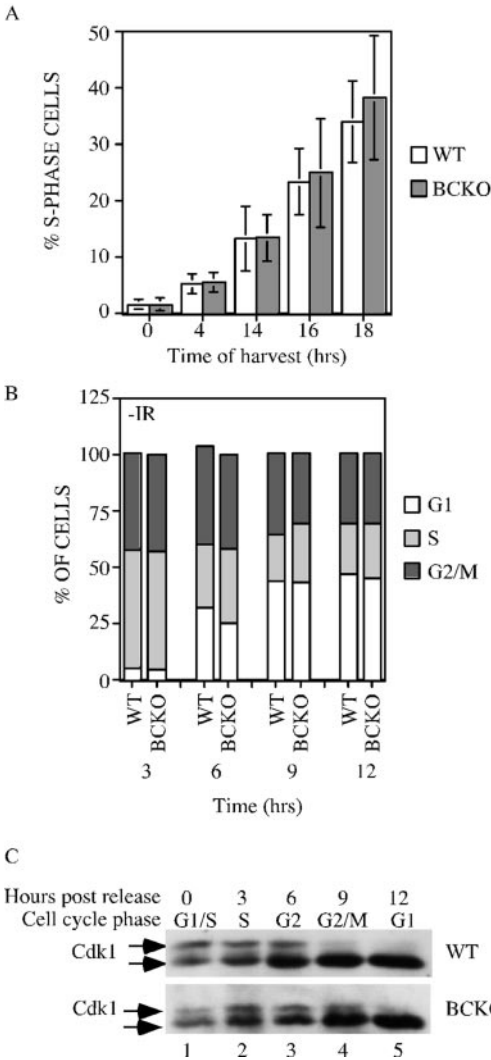 A
50
40
30
20
10
0
% S-PHASE CELLS
0 4 14 16 18
Time of harvest (hrs)
WT
BCKO
B
125
100
75
50
25
0
% OF CELLS
-IR
G1
S
G2/M
WT BCKO WT BCKO WT BCKO WT BCKO
3 6 9 12
Time (hrs)
C
Hours post release 0 3 6 9 12
Cell cycle phase G1/S S G2 G2/M G1
Cdk1 WT
Cdk1 BCKO
1 2 3 4 5